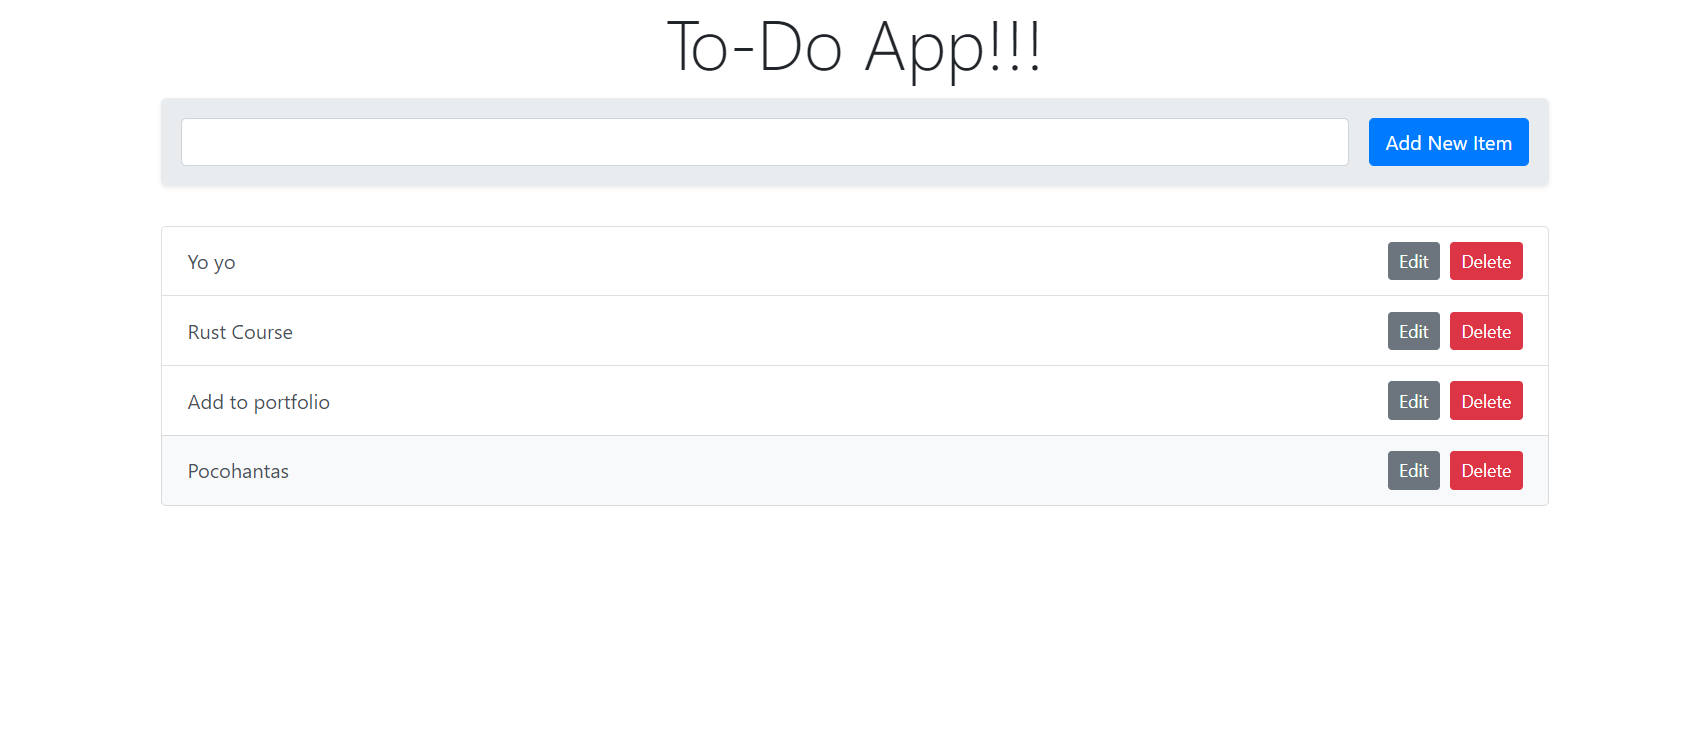 To-Do App!!!
Add New Item
Yo yo Edit Delete
Rust Course Edit Delete
Add to portfolio Edit Delete
Pocohantas Edit Delete